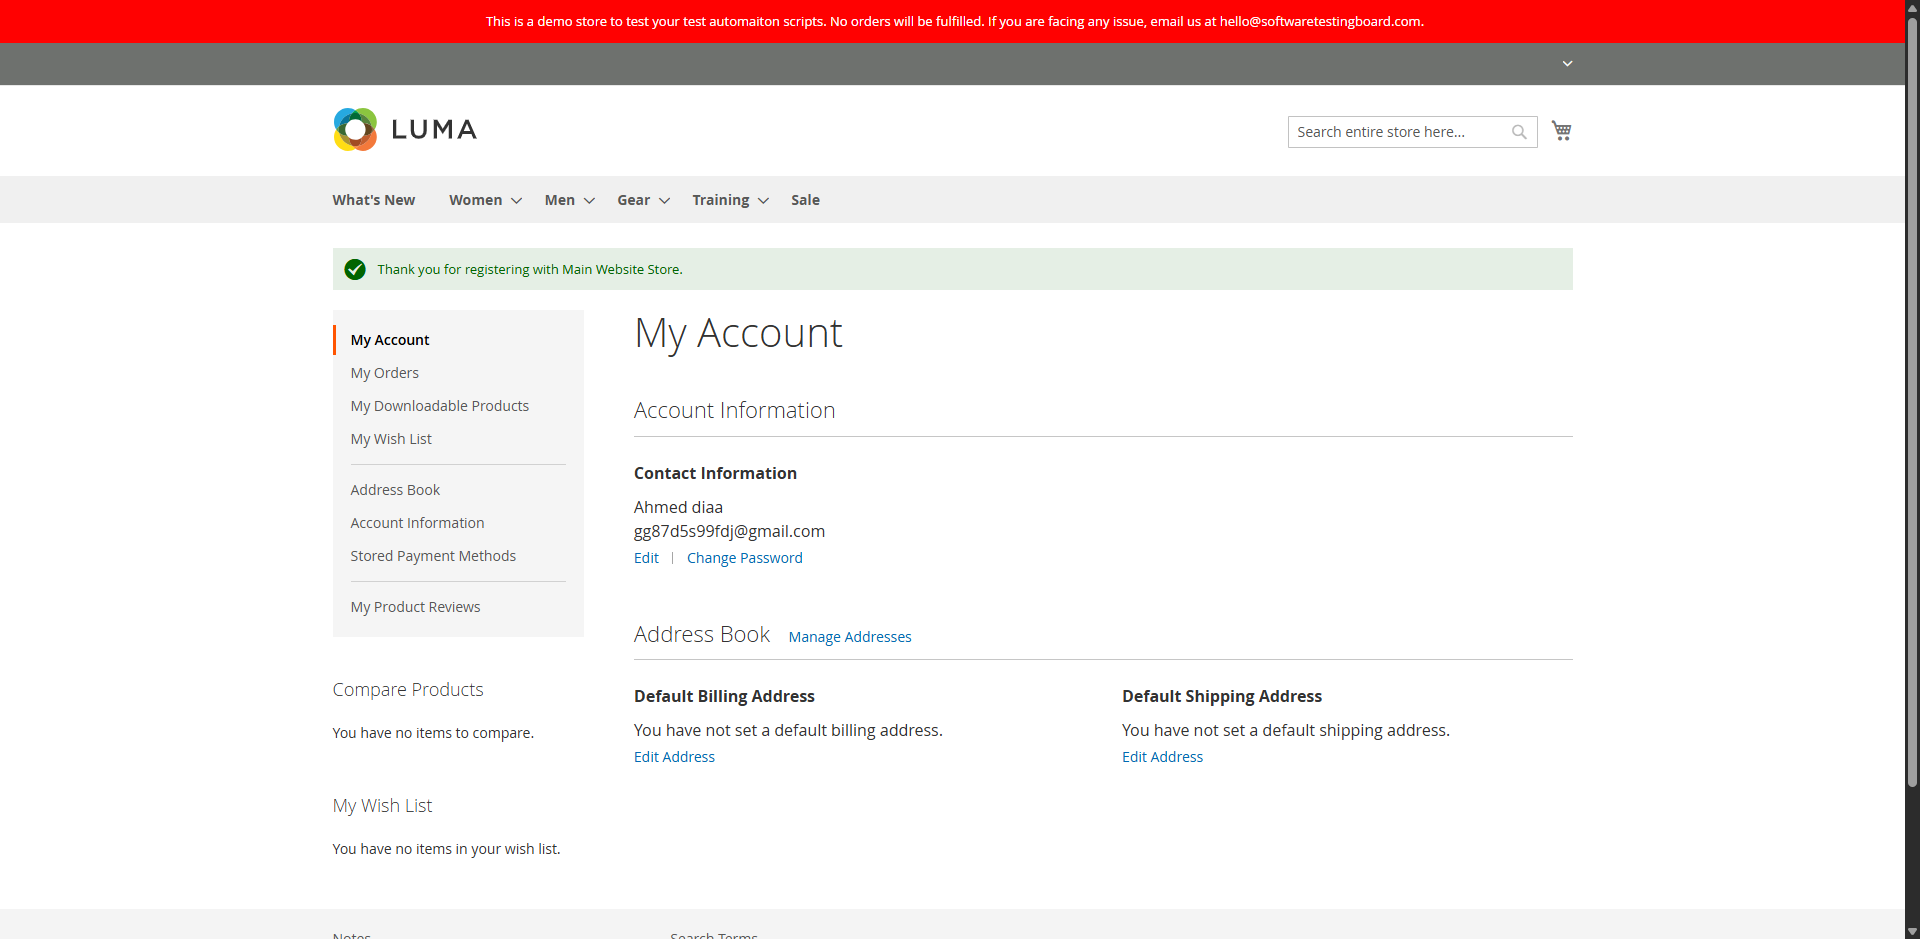 This is a demo store to test your test automaiton scripts. No orders will be fulfilled. If you are facing any issue, email us at hello@softwaretestingboard.com.
LUMA
Search entire store here...
What's New Women Men Gear Training Sale
Thank you for registering with Main Website Store.
My Account
My Orders
My Downloadable Products
My Wish List
Address Book
Account Information
Stored Payment Methods
My Product Reviews
Compare Products
You have no items to compare.
My Wish List
You have no items in your wish list.
My Account
Account Information
Contact Information
Ahmed diaa
gg87d5s99fdj@gmail.com
Edit | Change Password
Address Book Manage Addresses
Default Billing Address
You have not set a default billing address.
Edit Address
Default Shipping Address
You have not set a default shipping address.
Edit Address
Notes
Search Terms